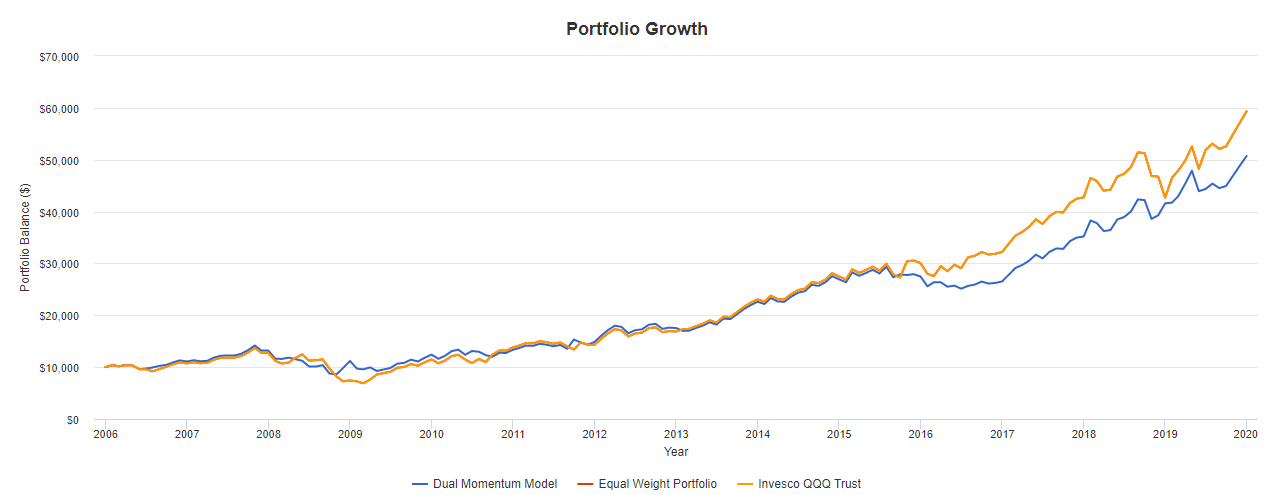 Portfolio Growth
$70,000
$60,000
$50,000
$40,000
$30,000
$20,000
$10,000
$0
Portfolio Balance ($)
2006 2007 2008 2009 2010 2011 2012 2013 2014 2015 2016 2017 2018 2019 2020
Year
Dual Momentum Model Equal Weight Portfolio Invesco QQQ Trust